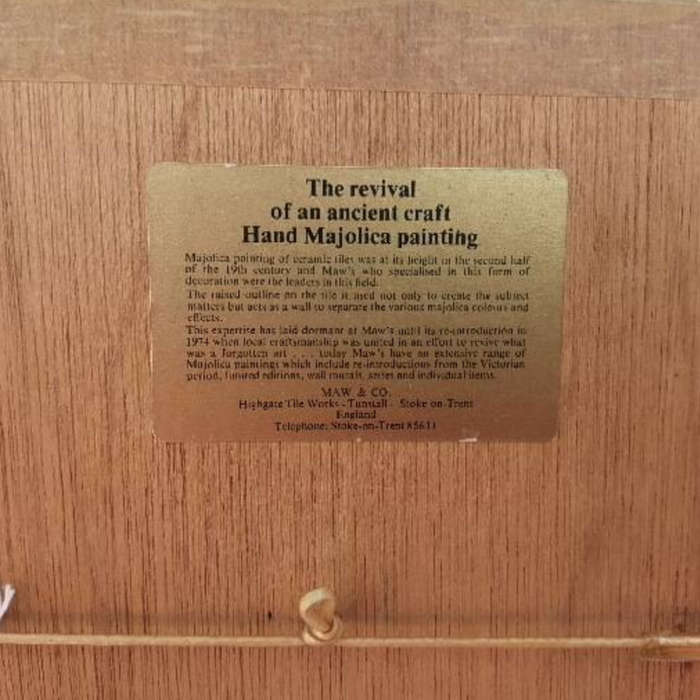 The revival
of an ancient craft
Hand Majolica painting
Majolica painting of ceramic tiles was at its height in the second half
of the 19th century and Maw's who specialised in this form of
decoration were the leaders in this field.
The raised outline on the tile is used not only to create the subject
matters but acts as a wall to separate the various majolica colours and
effects.
This expertise has laid dormant at Maw's until its re-introduction in
1974 when local craftsmanship was united in an effort to revive what
was a forgotten art . . . today Maw's have an extensive range of
Majolica paintings which include re-introductions from the Victorian
period, limited editions, wall murals, series and individual items.
MAW & CO.
Highgate Tile Works - Tunstall - Stoke on-Trent
England
Telephone: Stoke-on-Trent 85611